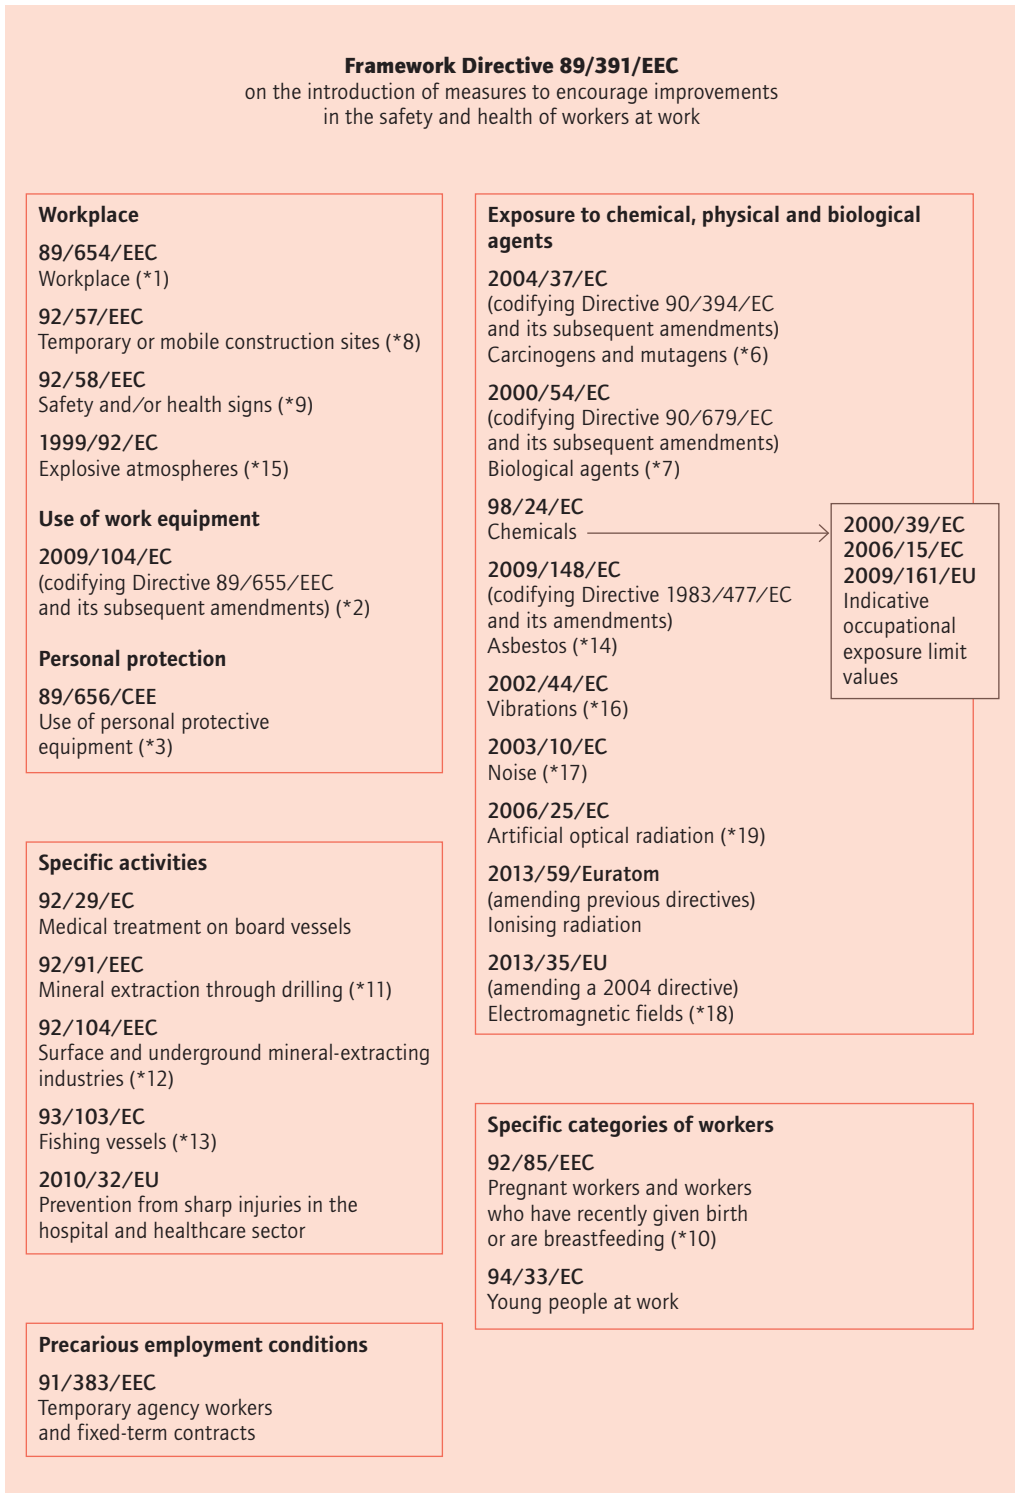 Framework Directive 89/391/EEC
on the introduction of measures to encourage improvements
in the safety and health of workers at work
Workplace
89/654/EEC
Workplace (*1)
92/57/EEC
Temporary or mobile construction sites (*8)
92/58/EEC
Safety and/or health signs (*9)
1999/92/EC
Explosive atmospheres (*15)
Use of work equipment
2009/104/EC
(codifying Directive 89/655/EEC
and its subsequent amendments) (*2)
Personal protection
89/656/CEE
Use of personal protective
equipment (*3)
Specific activities
92/29/EC
Medical treatment on board vessels
92/91/EEC
Mineral extraction through drilling (*11)
92/104/EEC
Surface and underground mineral-extracting
industries (*12)
93/103/EC
Fishing vessels (*13)
2010/32/EU
Prevention from sharp injuries in the
hospital and healthcare sector
Precarious employment conditions
91/383/EEC
Temporary agency workers
and fixed-term contracts
Exposure to chemical, physical and biological
agents
2004/37/EC
(codifying Directive 90/394/EC
and its subsequent amendments)
Carcinogens and mutagens (*6)
2000/54/EC
(codifying Directive 90/679/EC
and its subsequent amendments)
Biological agents (*7)
98/24/EC
Chemicals
2000/39/EC
2006/15/EC
2009/161/EU
Indicative
occupational
exposure limit
values
2009/148/EC
(codifying Directive 1983/477/EC
and its amendments)
Asbestos (*14)
2002/44/EC
Vibrations (*16)
2003/10/EC
Noise (*17)
2006/25/EC
Artificial optical radiation (*19)
2013/59/Euratom
(amending previous directives)
Ionising radiation
2013/35/EU
(amending a 2004 directive)
Electromagnetic fields (*18)
Specific categories of workers
92/85/EEC
Pregnant workers and workers
who have recently given birth
or are breastfeeding (*10)
94/33/EC
Young people at work